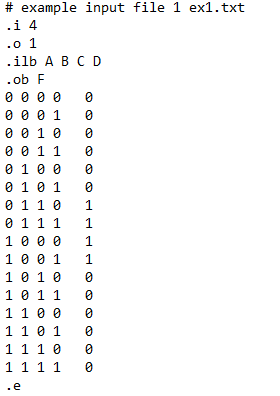 # example input file 1 ex1.txt
.i 4
.o 1
.ilb A B C D
.ob F
0 0 0 0   0
0 0 0 1   0
0 0 1 0   0
0 0 1 1   0
0 1 0 0   0
0 1 0 1   0
0 1 1 0   1
0 1 1 1   1
1 0 0 0   1
1 0 0 1   1
1 0 1 0   0
1 0 1 1   0
1 1 0 0   0
1 1 0 1   0
1 1 1 0   0
1 1 1 1   0
.e